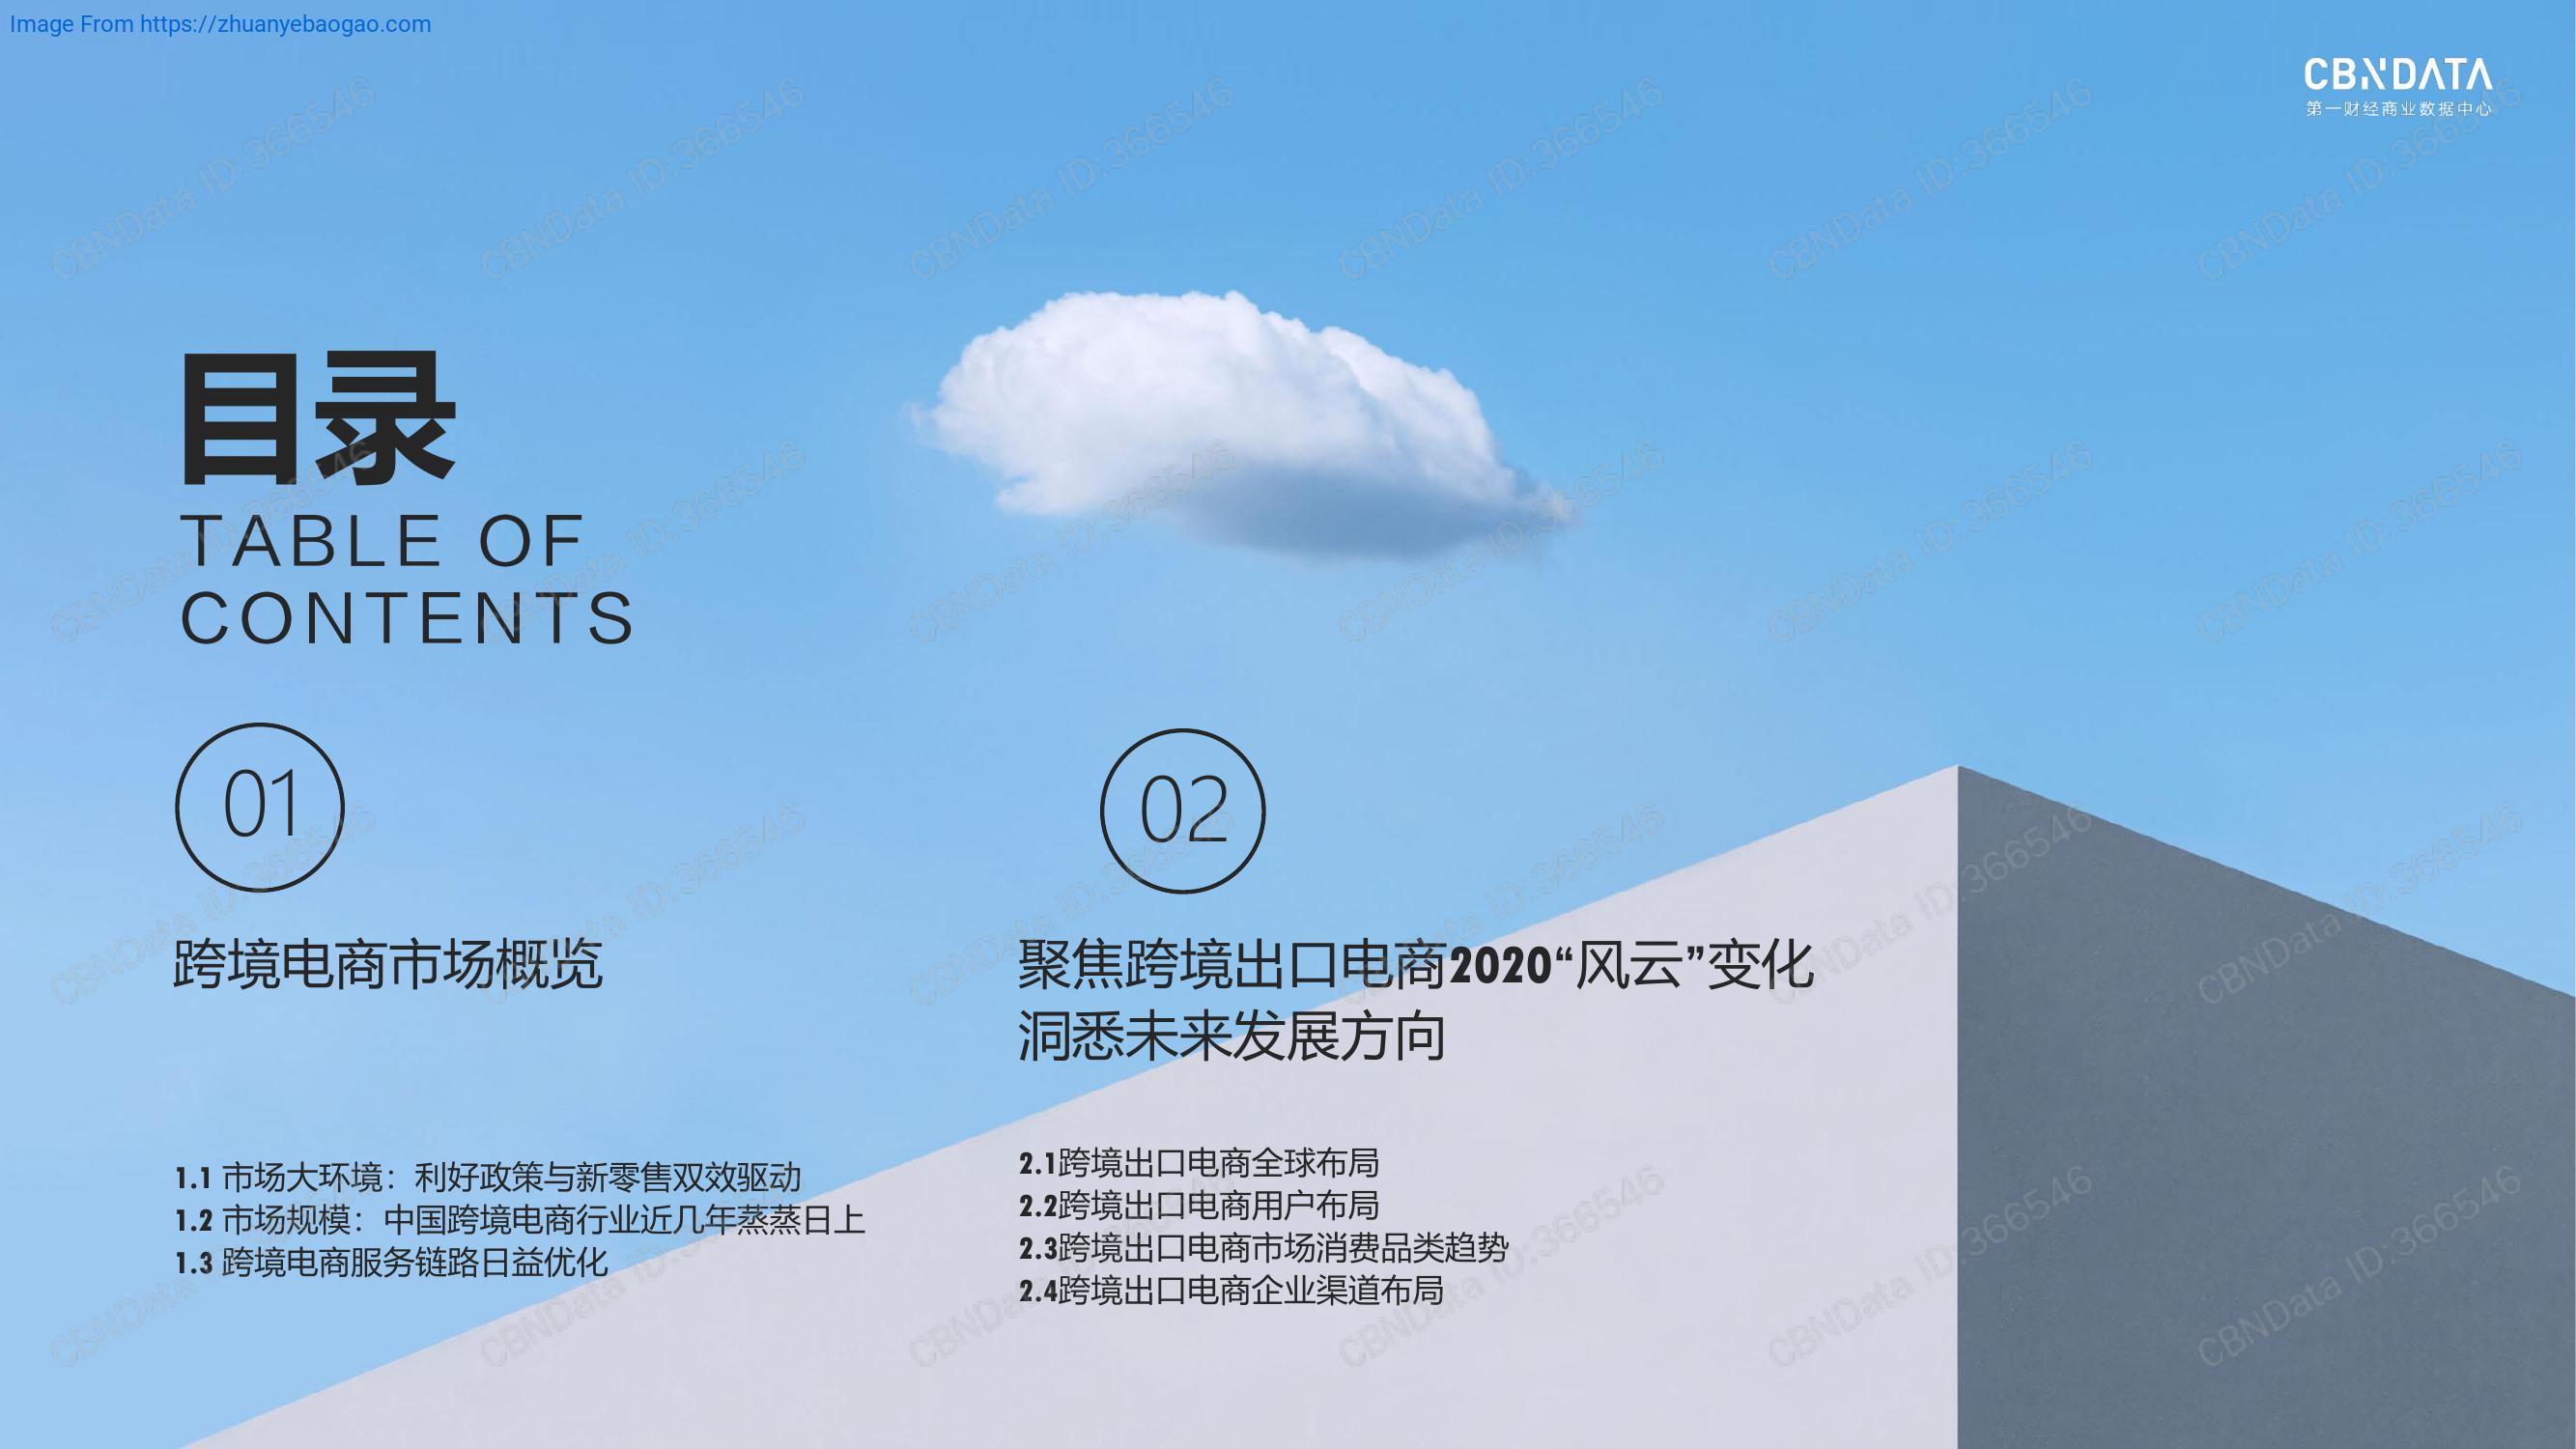 Image From https://zhuanyebaogao.com
CBNDATA
第一财经商业数据中心
目录
TABLE OF
CONTENTS
01
跨境电商市场概览
1.1 市场大环境：利好政策与新零售双效驱动
1.2 市场规模：中国跨境电商行业近几年蒸蒸日上
1.3 跨境电商服务链路日益优化
02
聚焦跨境出口电商2020“风云”变化
洞悉未来发展方向
2.1跨境出口电商全球布局
2.2跨境出口电商用户布局
2.3跨境出口电商市场消费品类趋势
2.4跨境出口电商企业渠道布局
CBNData ID:366546